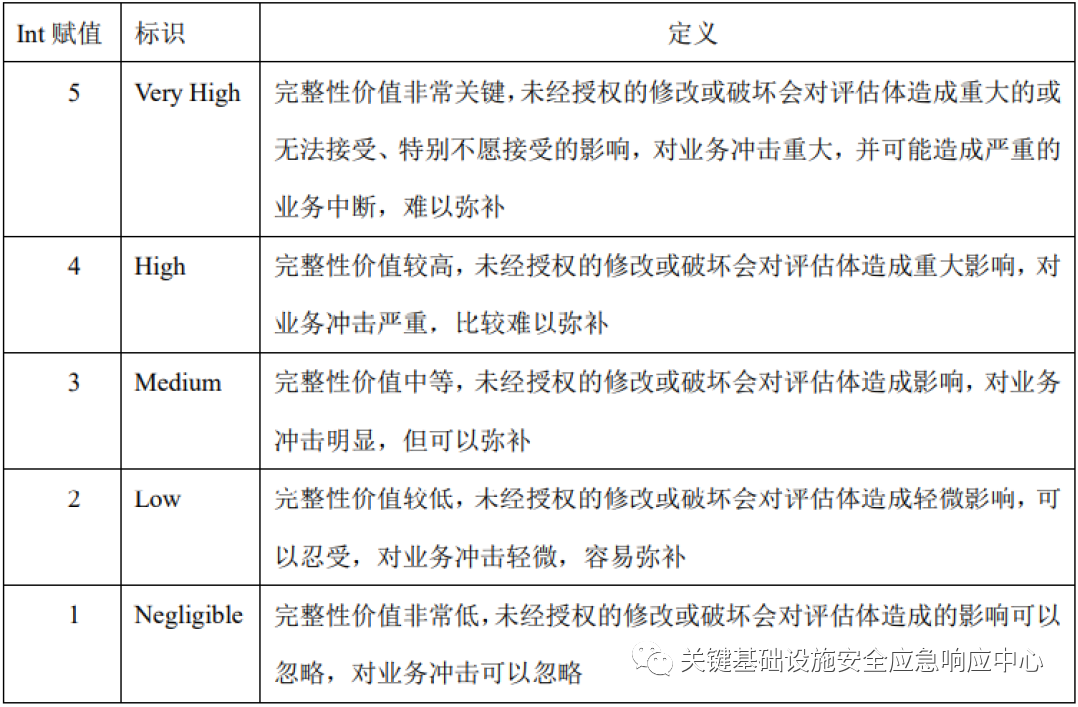 Int 赋值 标识 定义
5 Very High 完整性价值非常关键，未经授权的修改或破坏会对评估体造成重大的或
无法接受、特别不愿接受的影响，对业务冲击重大，并可能造成严重的
业务中断，难以弥补
4 High 完整性价值较高，未经授权的修改或破坏会对评估体造成重大影响，对
业务冲击严重，比较难以弥补
3 Medium 完整性价值中等，未经授权的修改或破坏会对评估体造成影响，对业务
冲击明显，但可以弥补
2 Low 完整性价值较低，未经授权的修改或破坏会对评估体造成轻微影响，可
以忍受，对业务冲击轻微，容易弥补
1 Negligible 完整性价值非常低，未经授权的修改或破坏会对评估体造成的影响可以
忽略，对业务冲击可以忽略
关键基础设施安全应急响应中心